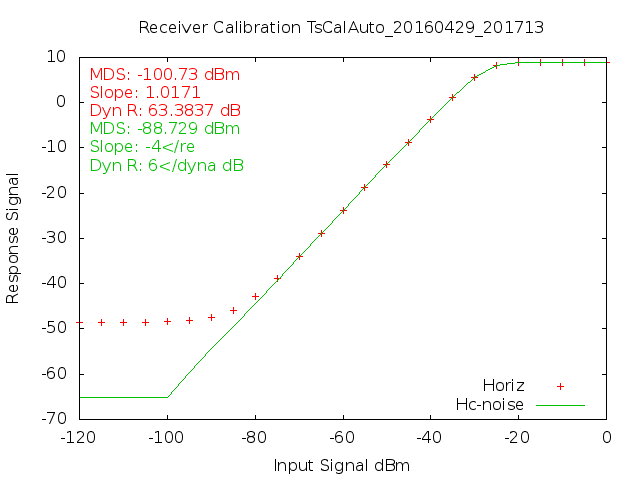 Receiver Calibration TsCalAuto_20160429_201713
10
0
-10
-20
-30
-40
-50
-60
-70
Response Signal
MDS: -100.73 dBm
Slope: 1.0171
Dyn R: 63.3837 dB
MDS: -88.729 dBm
Slope: -4</re
Dyn R: 6</dyna dB
Horiz
Hc-noise
-120 -100 -80 -60 -40 -20 0
Input Signal dBm